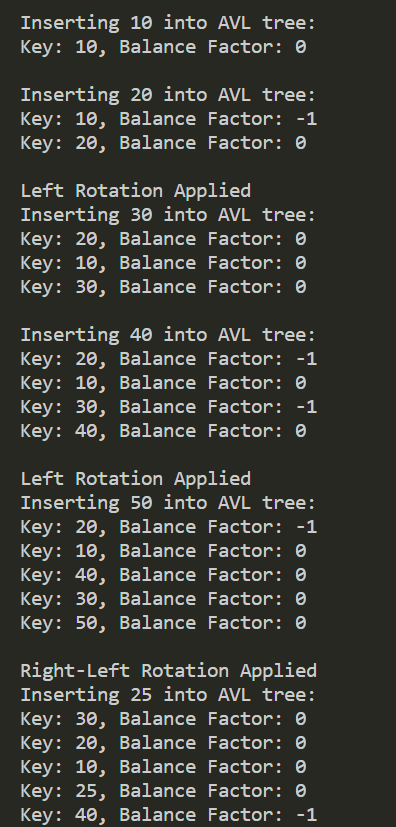 Inserting 10 into AVL tree:
Key: 10, Balance Factor: 0
Inserting 20 into AVL tree:
Key: 10, Balance Factor: -1
Key: 20, Balance Factor: 0
Left Rotation Applied
Inserting 30 into AVL tree:
Key: 20, Balance Factor: 0
Key: 10, Balance Factor: 0
Key: 30, Balance Factor: 0
Inserting 40 into AVL tree:
Key: 20, Balance Factor: -1
Key: 10, Balance Factor: 0
Key: 30, Balance Factor: -1
Key: 40, Balance Factor: 0
Left Rotation Applied
Inserting 50 into AVL tree:
Key: 20, Balance Factor: -1
Key: 10, Balance Factor: 0
Key: 40, Balance Factor: 0
Key: 30, Balance Factor: 0
Key: 50, Balance Factor: 0
Right-Left Rotation Applied
Inserting 25 into AVL tree:
Key: 30, Balance Factor: 0
Key: 20, Balance Factor: 0
Key: 10, Balance Factor: 0
Key: 25, Balance Factor: 0
Key: 40, Balance Factor: -1